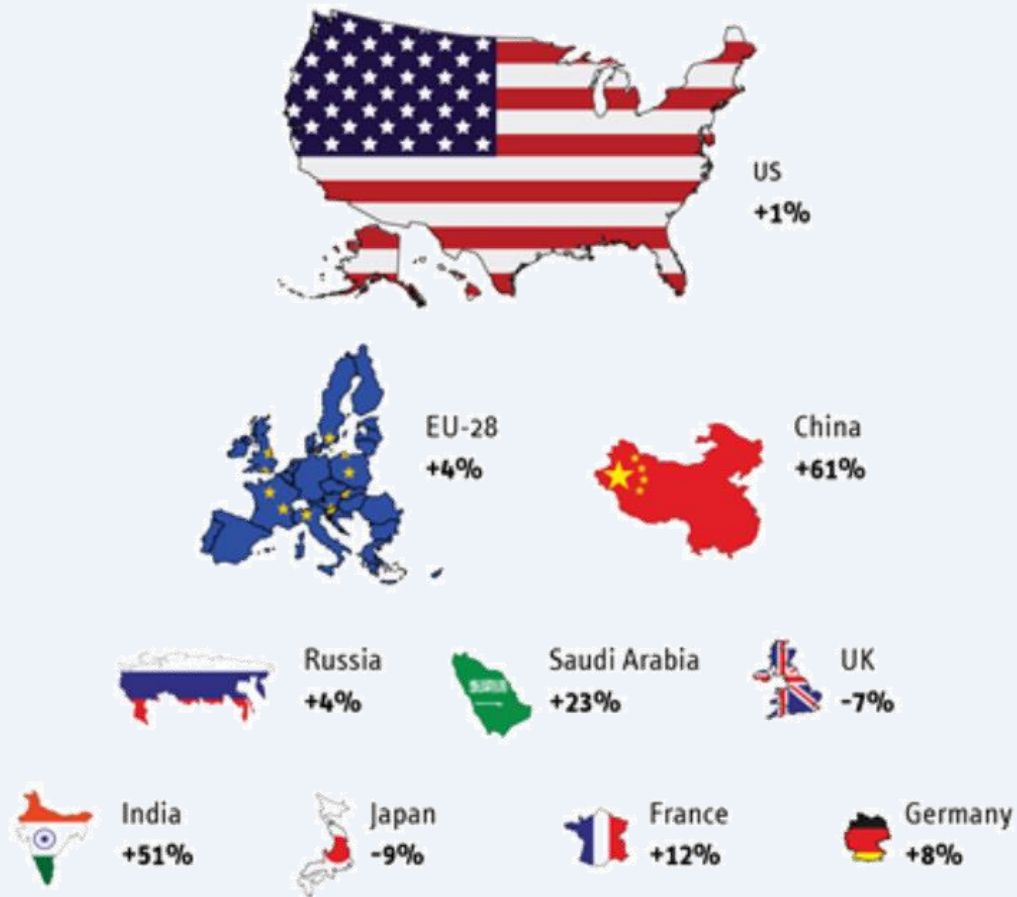 US
+1%
EU-28
+4%
China
+61%
Russia
+4%
Saudi Arabia
+23%
UK
-7%
India
+51%
Japan
-9%
France
+12%
Germany
+8%